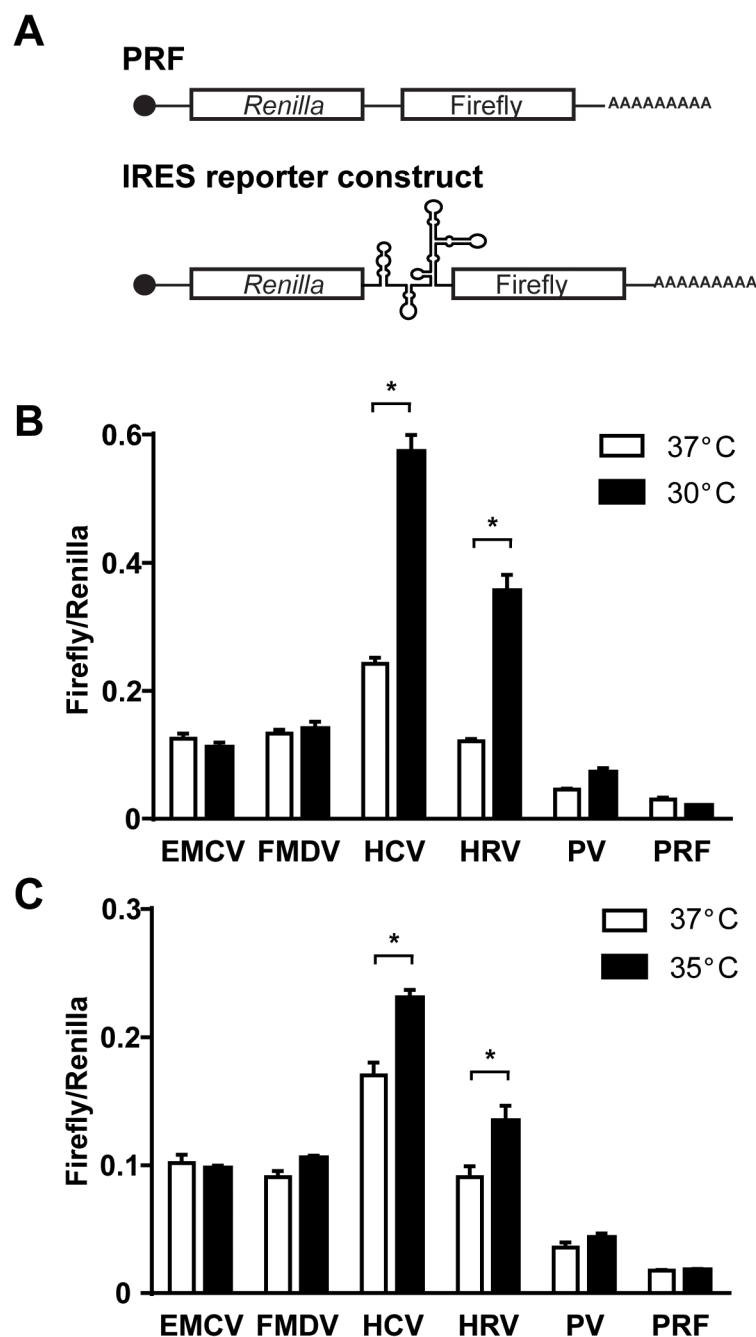 A
PRF
Renilla Firefly AAAAAAAAA
IRES reporter construct
Renilla Firefly AAAAAAAAA
B
*
0.6
37°C
30°C
*
0.4
Firefly/Renilla
0.2
0
EMCV FMDV HCV HRV PV PRF
C
0.3
37°C
35°C
*
0.2
*
Firefly/Renilla
0.1
0
EMCV FMDV HCV HRV PV PRF